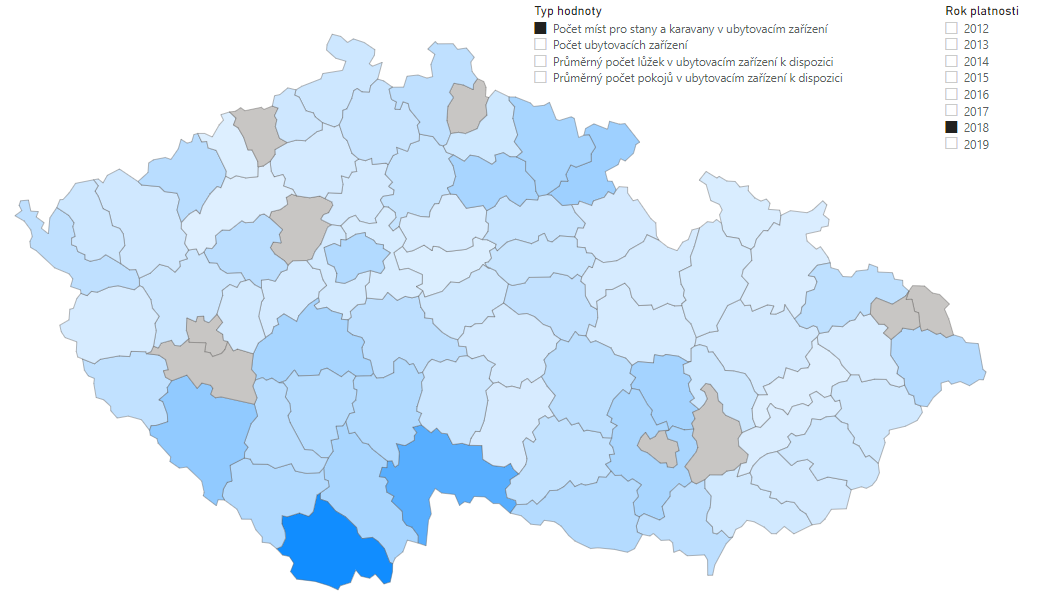 Typ hodnoty
Počet míst pro stany a karavany v ubytovacím zařízení
Počet ubytovacích zařízení
Průměrný počet lůžek v ubytovacím zařízení k dispozici
Průměrný počet pokojů v ubytovacím zařízení k dispozici
Rok platnosti
2012
2013
2014
2015
2016
2017
2018
2019